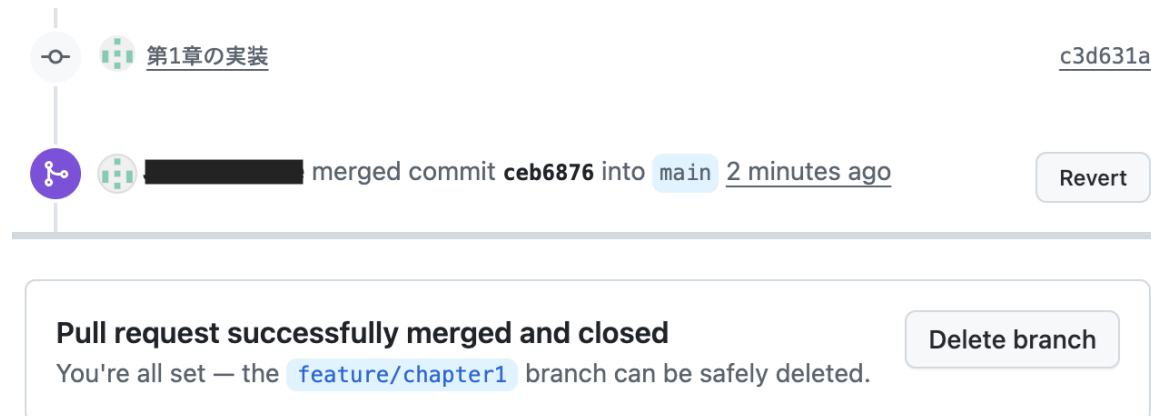 第1章の実装 c3d631a
merged commit ceb6876 into main 2 minutes ago Revert
Pull request successfully merged and closed
Delete branch
You're all set — the feature/chapter1 branch can be safely deleted.